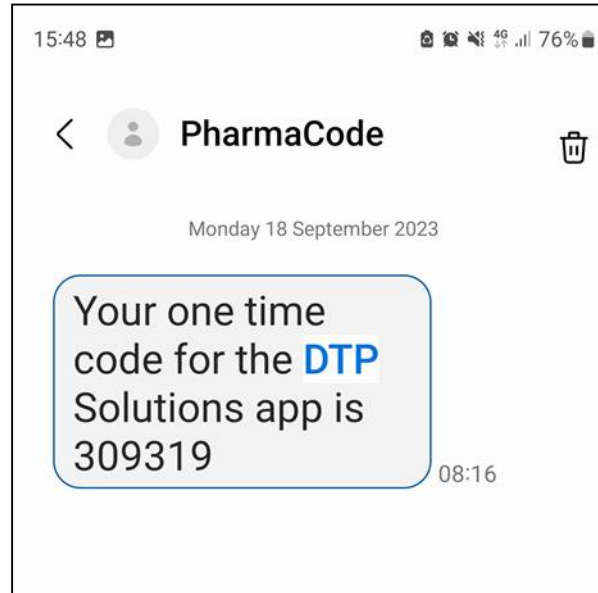 15:48
4G 76%
PharmaCode
Monday 18 September 2023
Your one time
code for the DTP
Solutions app is
309319
08:16